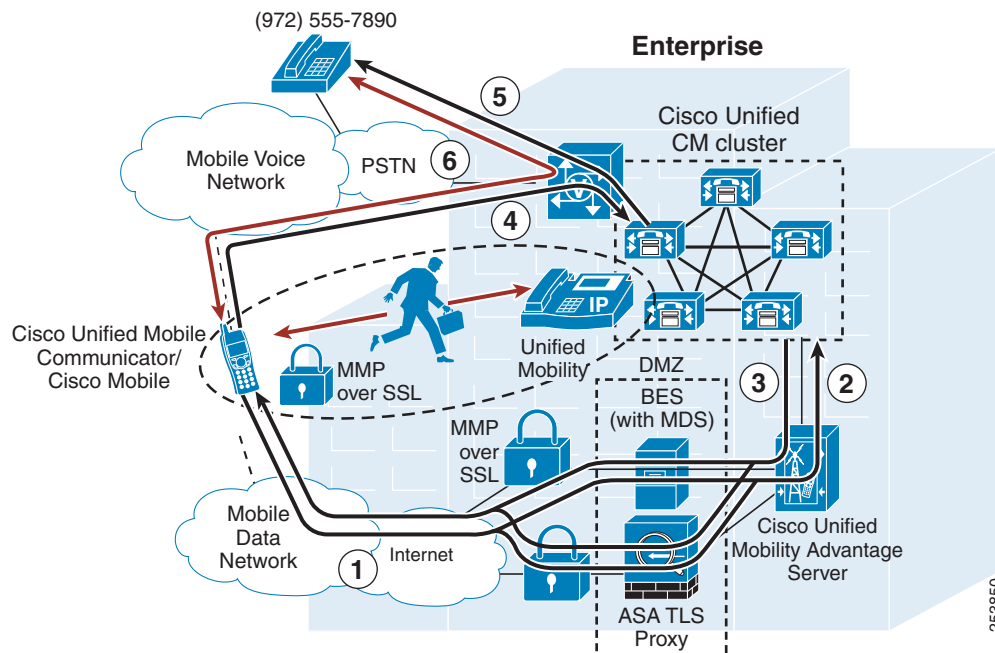 (972) 555-7890
Enterprise
5
Cisco Unified
CM cluster
Mobile Voice
Network
PSTN
6
V
4
IP
Cisco Unified Mobile
Communicator/
Cisco Mobile
MMP
over SSL
Unified
Mobility
DMZ
3
2
BES
(with MDS)
MMP
over
SSL
Mobile
Data
Network
Internet
1
Cisco Unified
Mobility Advantage
Server
ASA TLS
Proxy
253850